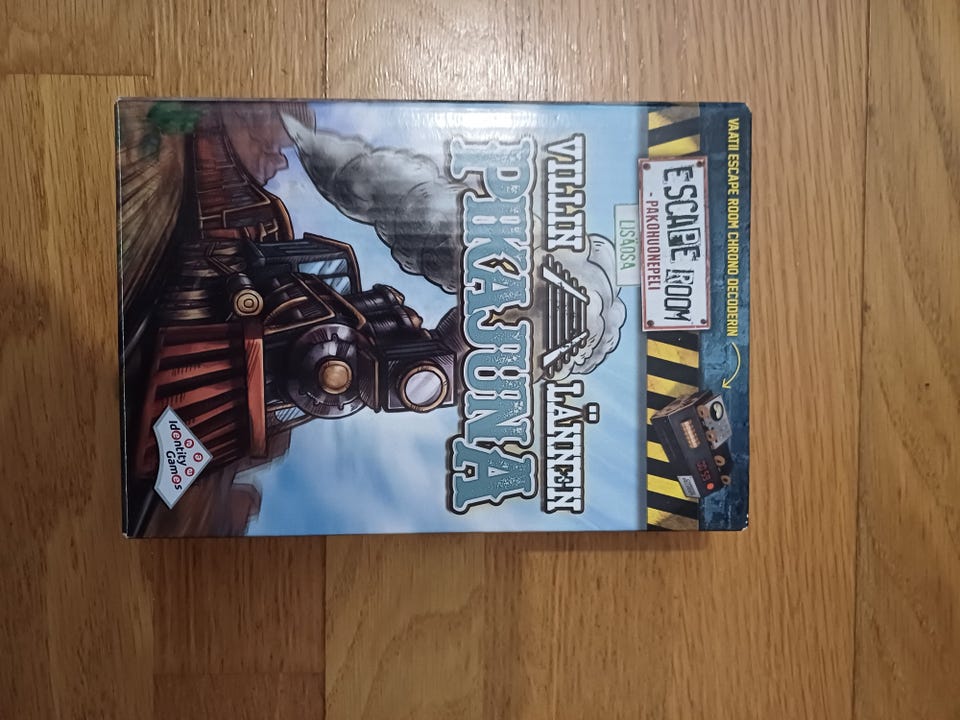 VAATII ESCAPE ROOM CHRONO DECODERIN
ESCAPE ROOM
- PAKOHUONEPELI
LISÄOSA
VILLIN LÄNNEN
PIKAJUNA
Identity
Games